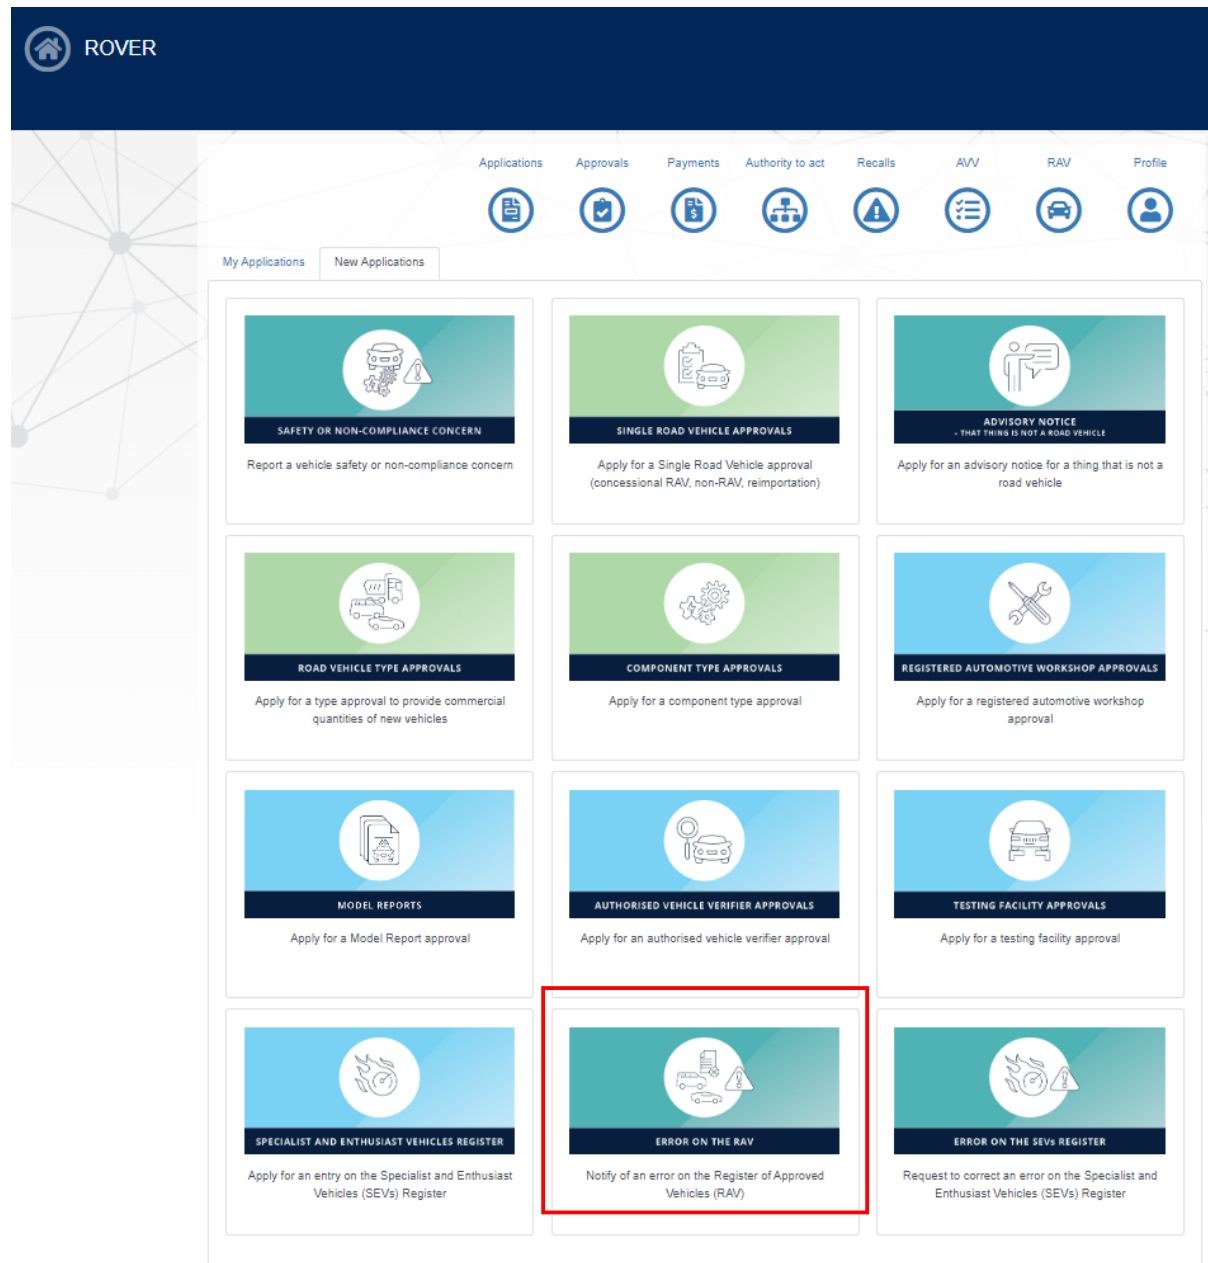 ROVER
Applications Approvals Payments Authority to act Recalls AVV RAV Profile
My Applications New Applications
SAFETY OR NON-COMPLIANCE CONCERN
Report a vehicle safety or non-compliance concern
SINGLE ROAD VEHICLE APPROVALS
Apply for a Single Road Vehicle approval
(concessional RAV, non-RAV, reimportation)
ADVISORY NOTICE
- THAT THING IS NOT A ROAD VEHICLE
Apply for an advisory notice for a thing that is not a
road vehicle
ROAD VEHICLE TYPE APPROVALS
Apply for a type approval to provide commercial
quantities of new vehicles
COMPONENT TYPE APPROVALS
Apply for a component type approval
REGISTERED AUTOMOTIVE WORKSHOP APPROVALS
Apply for a registered automotive workshop
approval
MODEL REPORTS
Apply for a Model Report approval
AUTHORISED VEHICLE VERIFIER APPROVALS
Apply for an authorised vehicle verifier approval
TESTING FACILITY APPROVALS
Apply for a testing facility approval
SPECIALIST AND ENTHUSIAST VEHICLES REGISTER
Apply for an entry on the Specialist and Enthusiast
Vehicles (SEVs) Register
ERROR ON THE RAV
Notify of an error on the Register of Approved
Vehicles (RAV)
ERROR ON THE SEVs REGISTER
Request to correct an error on the Specialist and
Enthusiast Vehicles (SEVs) Register